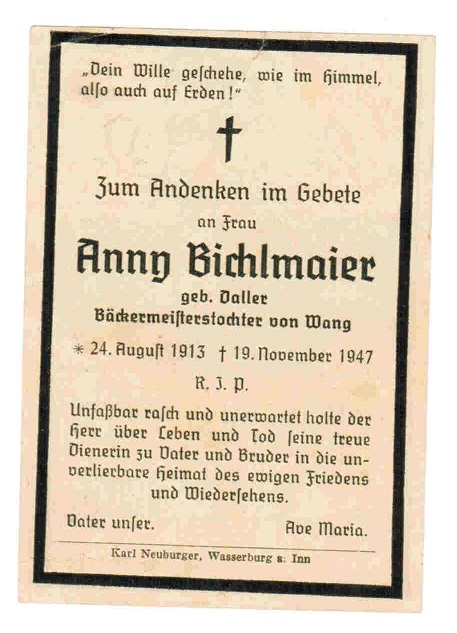 „Dein Wille geschehe, wie im Himmel,
also auch auf Erden!“
Zum Andenken im Gebete
an Frau
Anny Bichlmaier
geb. Daller
Bäckermeisterstochter von Wang
* 24. August 1913 † 19. November 1947
R. I. P.
Unfaßbar rasch und unerwartet holte der
Herr über Leben und Tod seine treue
Dienerin zu Vater und Bruder in die un-
verlierbare Heimat des ewigen Friedens
und Wiedersehens.
Vater unser. Ave Maria.
Karl Neuburger, Wasserburg a. Inn